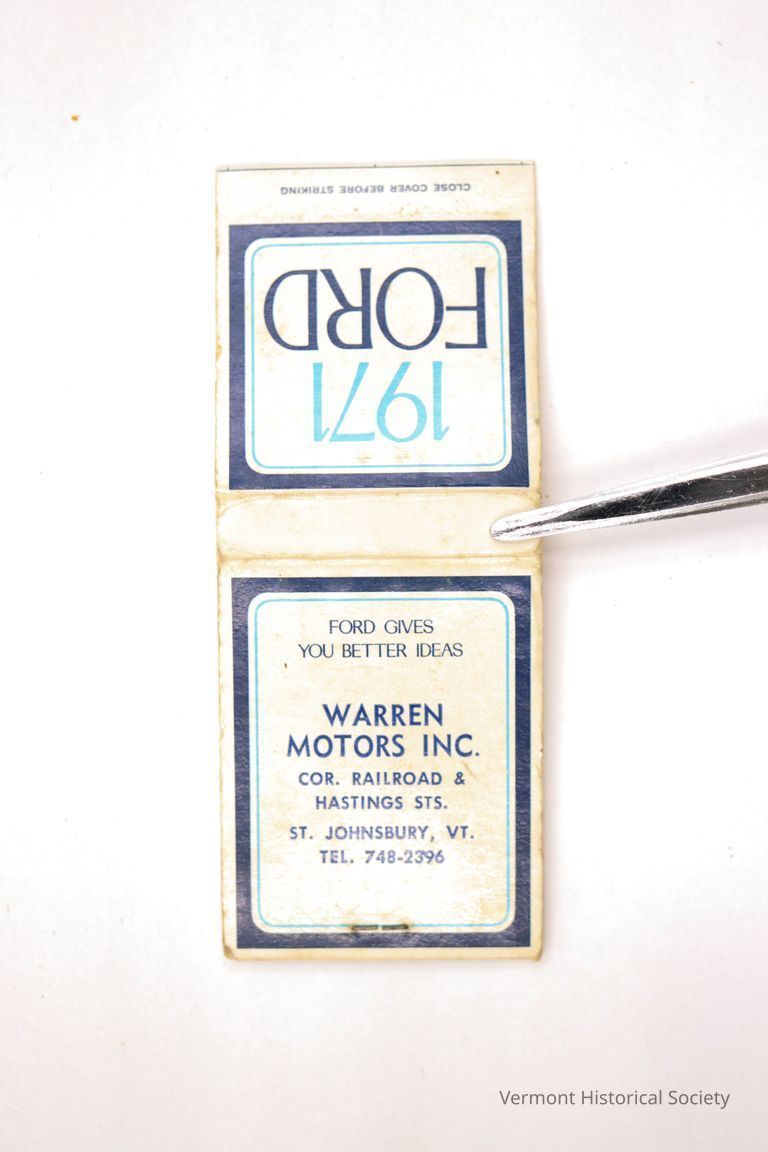 CLOSE COVER BEFORE STRIKING
1971
FORD
FORD GIVES
YOU BETTER IDEAS
WARREN
MOTORS INC.
COR. RAILROAD &
HASTINGS STS.
ST. JOHNSBURY, VT.
TEL. 748-2396
Vermont Historical Society